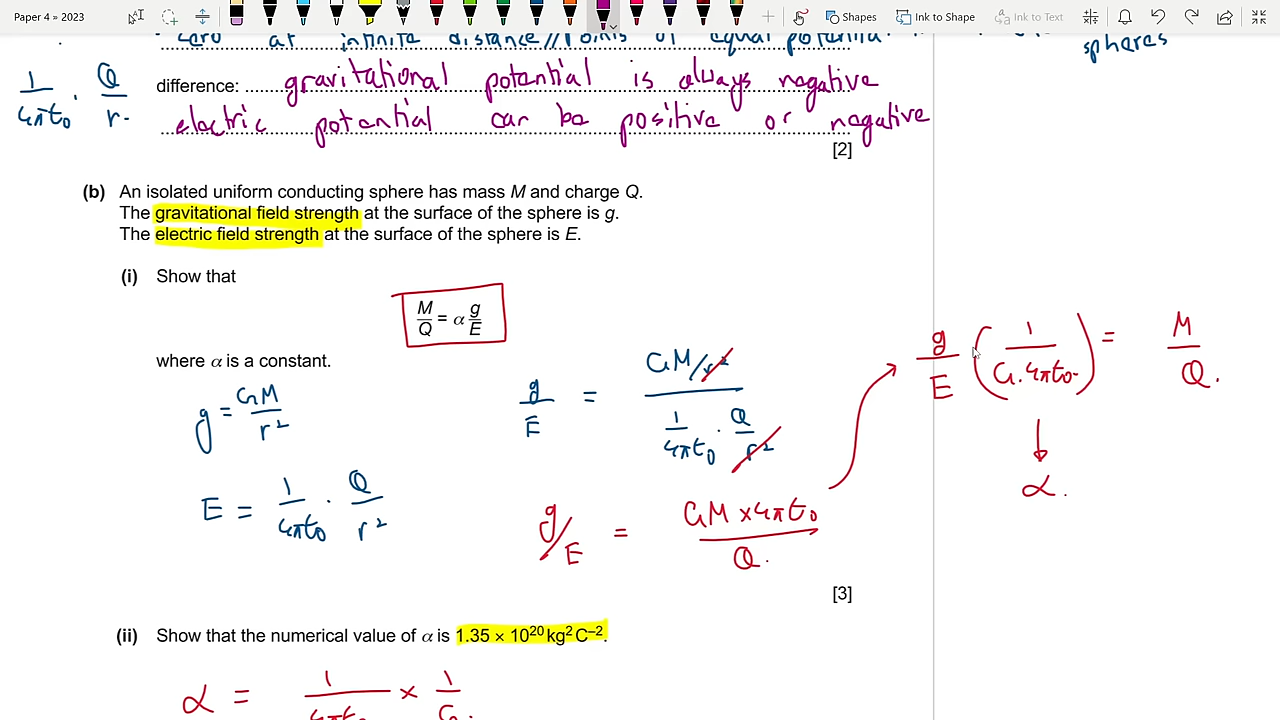 Paper 4 » 2023
Shapes
Ink to Shape
Ink to Text
zero at infinite distance//points of equal potential
spheres
1/4πε₀ · Q/r.
difference: gravitational potential is always negative
electric potential can be positive or negative
[2]
(b) An isolated uniform conducting sphere has mass M and charge Q.
The gravitational field strength at the surface of the sphere is g.
The electric field strength at the surface of the sphere is E.
(i) Show that
M/Q = α g/E
where α is a constant.
g = GM/r²
E = 1/4πε₀ · Q/r²
g/E = GM/r² / 1/4πε₀ · Q/r²
g/E = GM×4πε₀/Q.
g/E (1/G.4πε₀) = M/Q.
↓
α.
[3]
(ii) Show that the numerical value of α is 1.35 × 10²⁰ kg² C⁻².
α = 1/4πε₀ × 1/G.